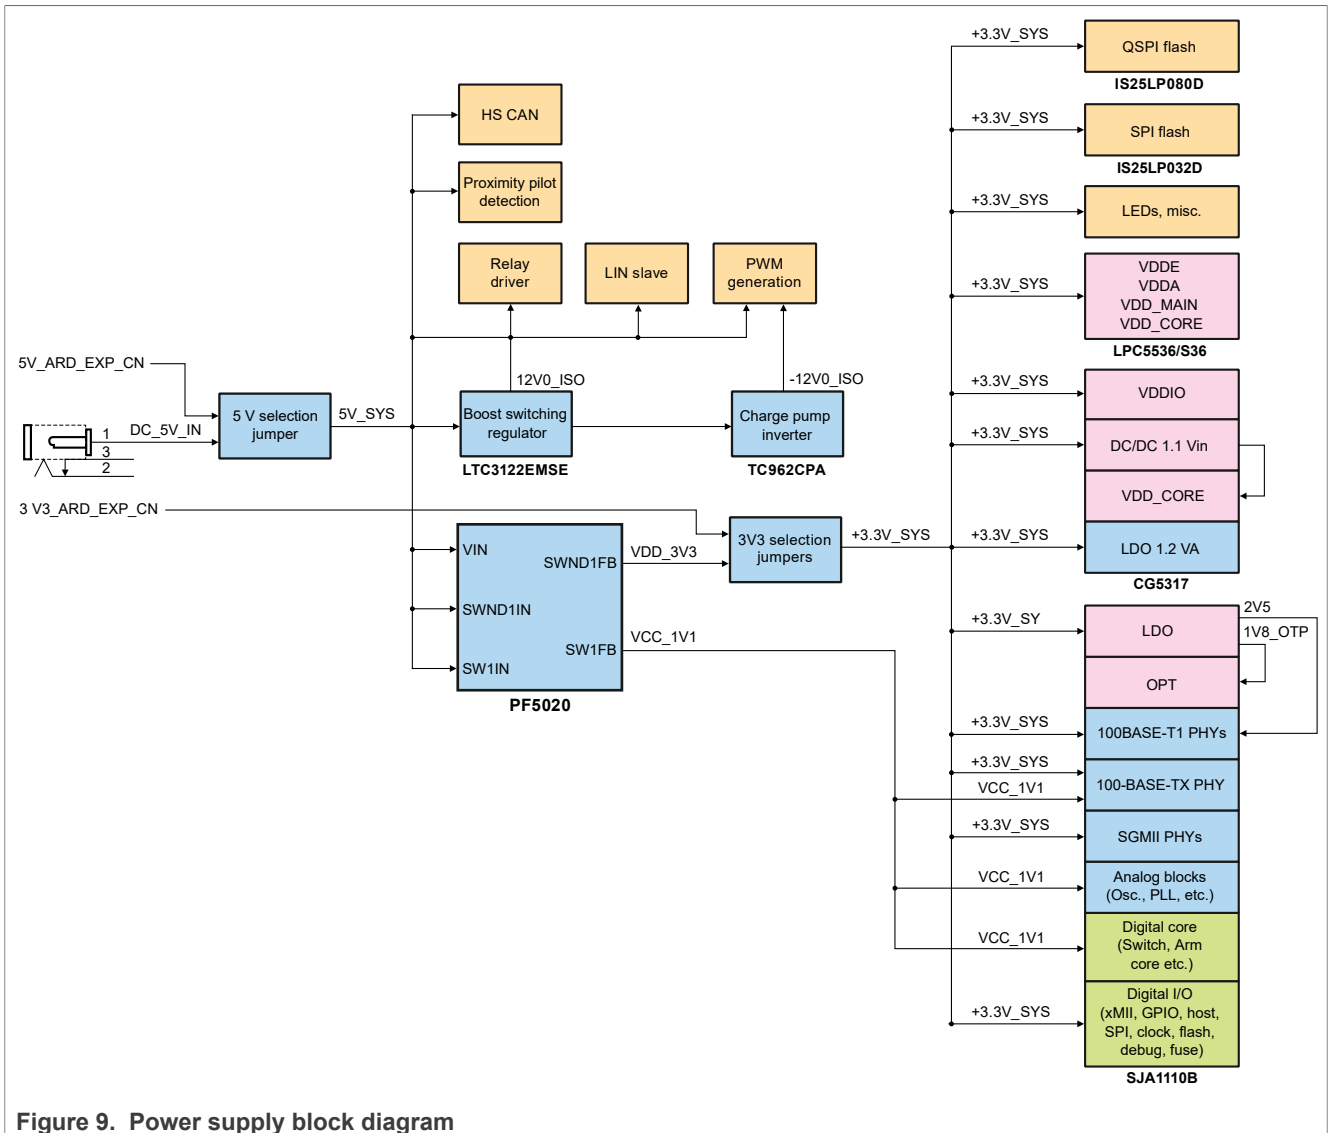 +3.3V_SYS
QSPI flash
IS25LP080D
HS CAN
+3.3V_SYS
SPI flash
IS25LP032D
Proximity pilot
detection
+3.3V_SYS
LEDs, misc.
Relay
driver
LIN slave
PWM
generation
+3.3V_SYS
VDDE
VDDA
VDD_MAIN
VDD_CORE
LPC5536/S36
5V_ARD_EXP_CN
12V0_ISO
-12V0_ISO
1
DC_5V_IN
3
2
5 V selection
jumper
5V_SYS
Boost switching
regulator
LTC3122EMSE
Charge pump
inverter
TC962CPA
+3.3V_SYS
VDDIO
+3.3V_SYS
DC/DC 1.1 Vin
VDD_CORE
+3.3V_SYS
LDO 1.2 VA
CG5317
3 V3_ARD_EXP_CN
VIN
SWND1FB
SWND1IN
SW1FB
SW1IN
PF5020
VDD_3V3
VCC_1V1
3V3 selection
jumpers
+3.3V_SYS
+3.3V_SY
LDO
2V5
1V8_OTP
OPT
+3.3V_SYS
100BASE-T1 PHYs
+3.3V_SYS
VCC_1V1
100-BASE-TX PHY
+3.3V_SYS
SGMII PHYs
VCC_1V1
Analog blocks
(Osc., PLL, etc.)
VCC_1V1
Digital core
(Switch, Arm
core etc.)
+3.3V_SYS
Digital I/O
(xMII, GPIO, host,
SPI, clock, flash,
debug, fuse)
SJA1110B
Figure 9. Power supply block diagram